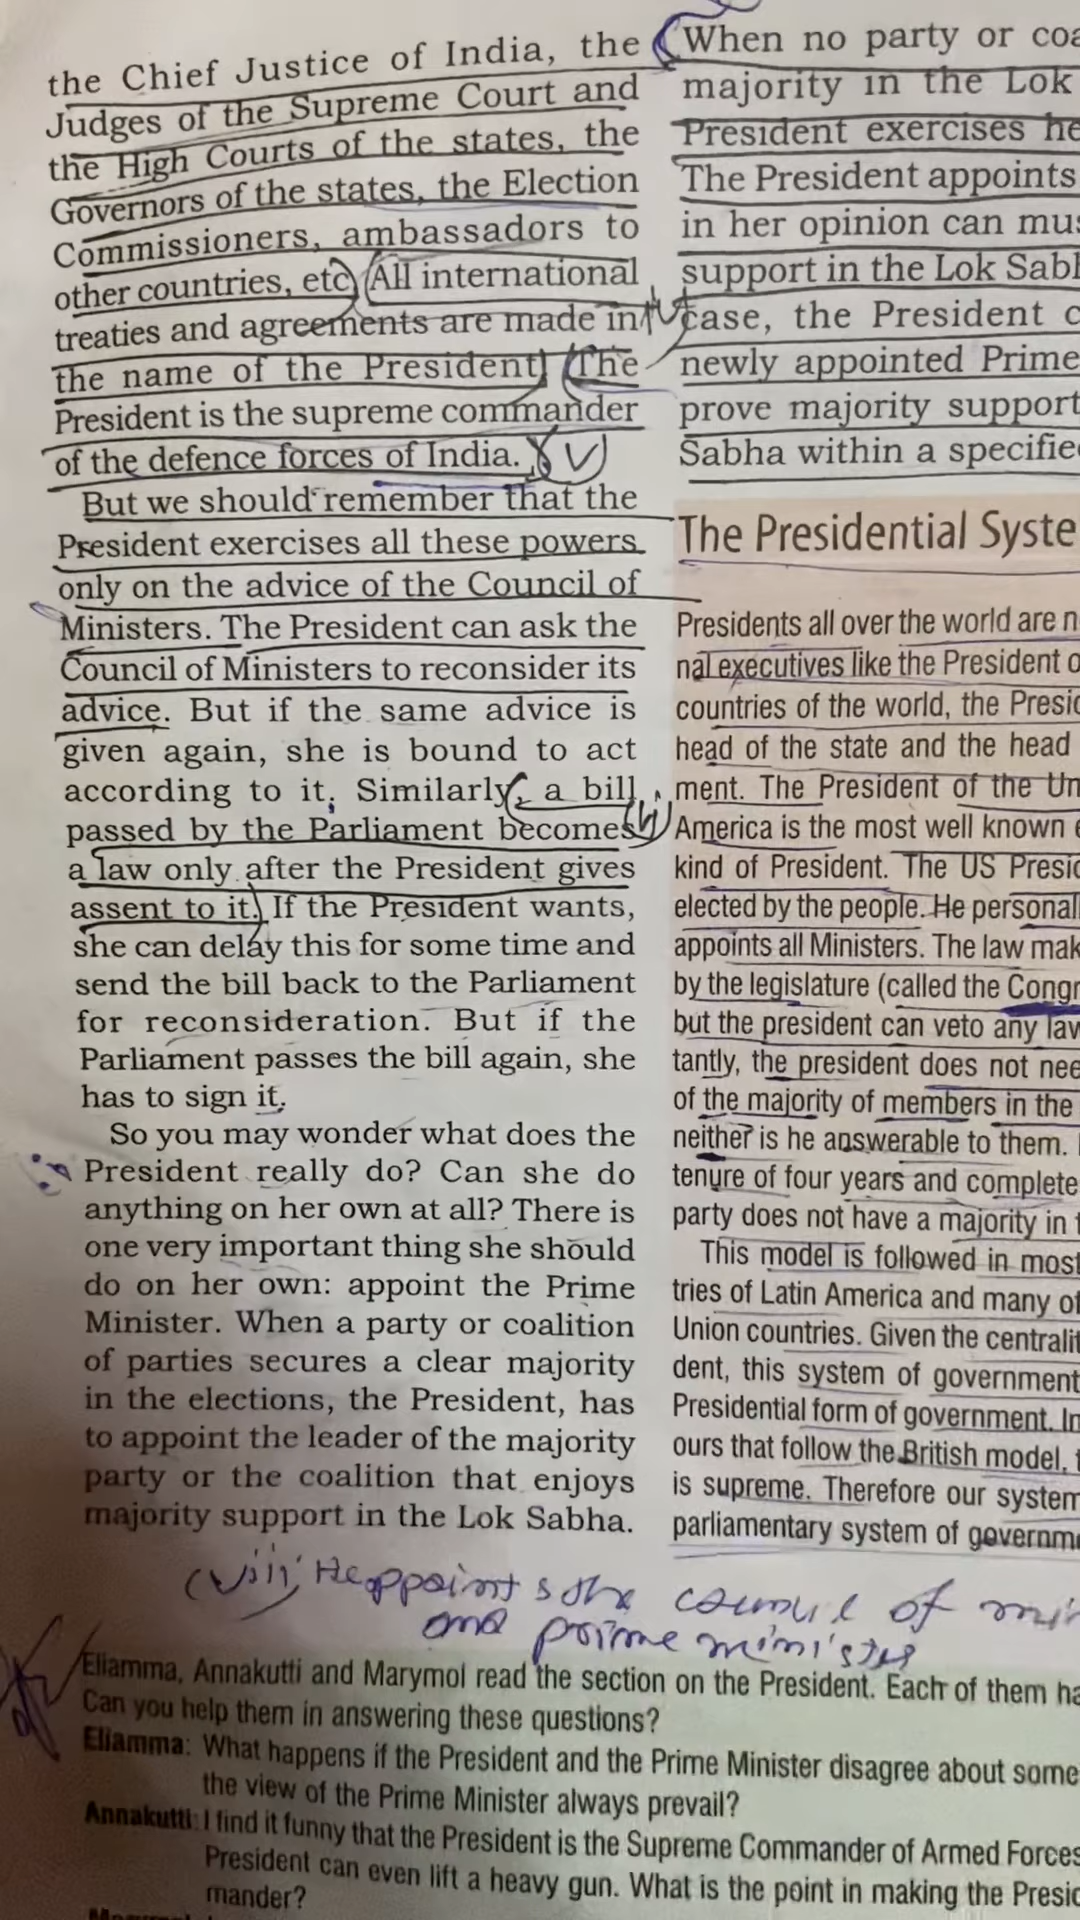 the Chief Justice of India, the
Judges of the Supreme Court and
the High Courts of the states, the
Governors of the states, the Election
Commissioners, ambassadors to
other countries, etc. All international
treaties and agreements are made in
the name of the President. The
President is the supreme commander
of the defence forces of India. (v)
But we should remember that the
President exercises all these powers
only on the advice of the Council of
Ministers. The President can ask the
Council of Ministers to reconsider its
advice. But if the same advice is
given again, she is bound to act
according to it. Similarly, a bill
passed by the Parliament becomes
a law only after the President gives
assent to it. If the President wants,
she can delay this for some time and
send the bill back to the Parliament
for reconsideration. But if the
Parliament passes the bill again, she
has to sign it.
So you may wonder what does the
President really do? Can she do
anything on her own at all? There is
one very important thing she should
do on her own: appoint the Prime
Minister. When a party or coalition
of parties secures a clear majority
in the elections, the President, has
to appoint the leader of the majority
party or the coalition that enjoys
majority support in the Lok Sabha.
When no party or coa
majority in the Lok
President exercises he
The President appoints
in her opinion can mus
support in the Lok Sabh
case, the President c
newly appointed Prime
prove majority support
Sabha within a specified
The Presidential Syste
Presidents all over the world are n
nal executives like the President o
countries of the world, the Presid
head of the state and the head
ment. The President of the Un
America is the most well known e
kind of President. The US Presid
elected by the people. He personal
appoints all Ministers. The law mak
by the legislature (called the Congr
but the president can veto any law
tantly, the president does not nee
of the majority of members in the
neither is he answerable to them.
tenure of four years and complete
party does not have a majority in t
This model is followed in most
tries of Latin America and many of
Union countries. Given the centralit
dent, this system of government
Presidential form of government. In
ours that follow the British model, t
is supreme. Therefore our system
parliamentary system of governme
(viii) He appoints the council of min
and prime minister
Eliamma, Annakutti and Marymol read the section on the President. Each of them ha
Can you help them in answering these questions?
Eliamma: What happens if the President and the Prime Minister disagree about some
the view of the Prime Minister always prevail?
Annakutti: I find it funny that the President is the Supreme Commander of Armed Forces
President can even lift a heavy gun. What is the point in making the Presid
mander?